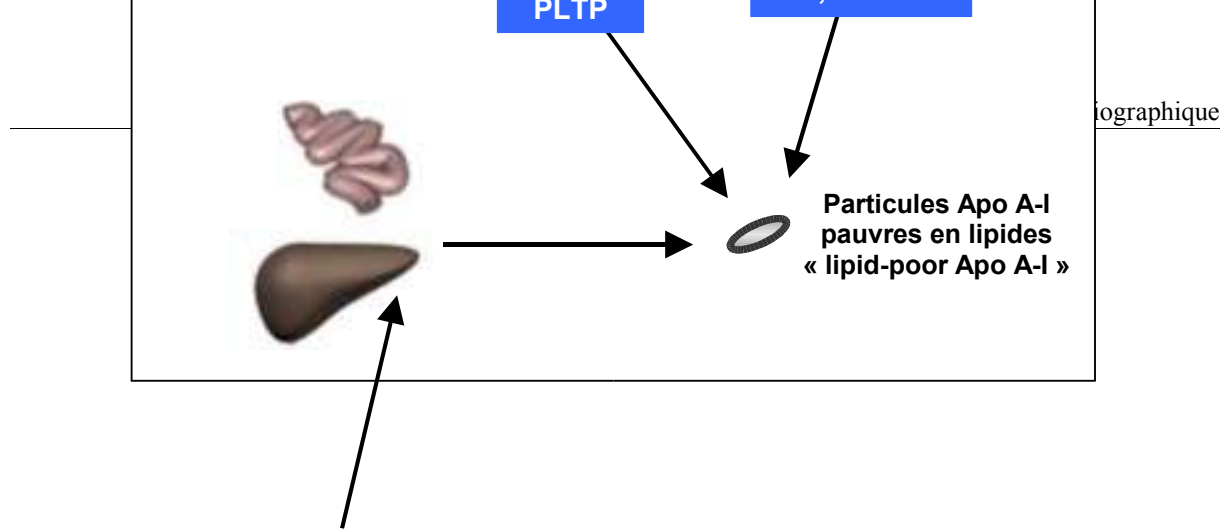 PLTP
iographique
Particules Apo A-I
pauvres en lipides
« lipid-poor Apo A-I »